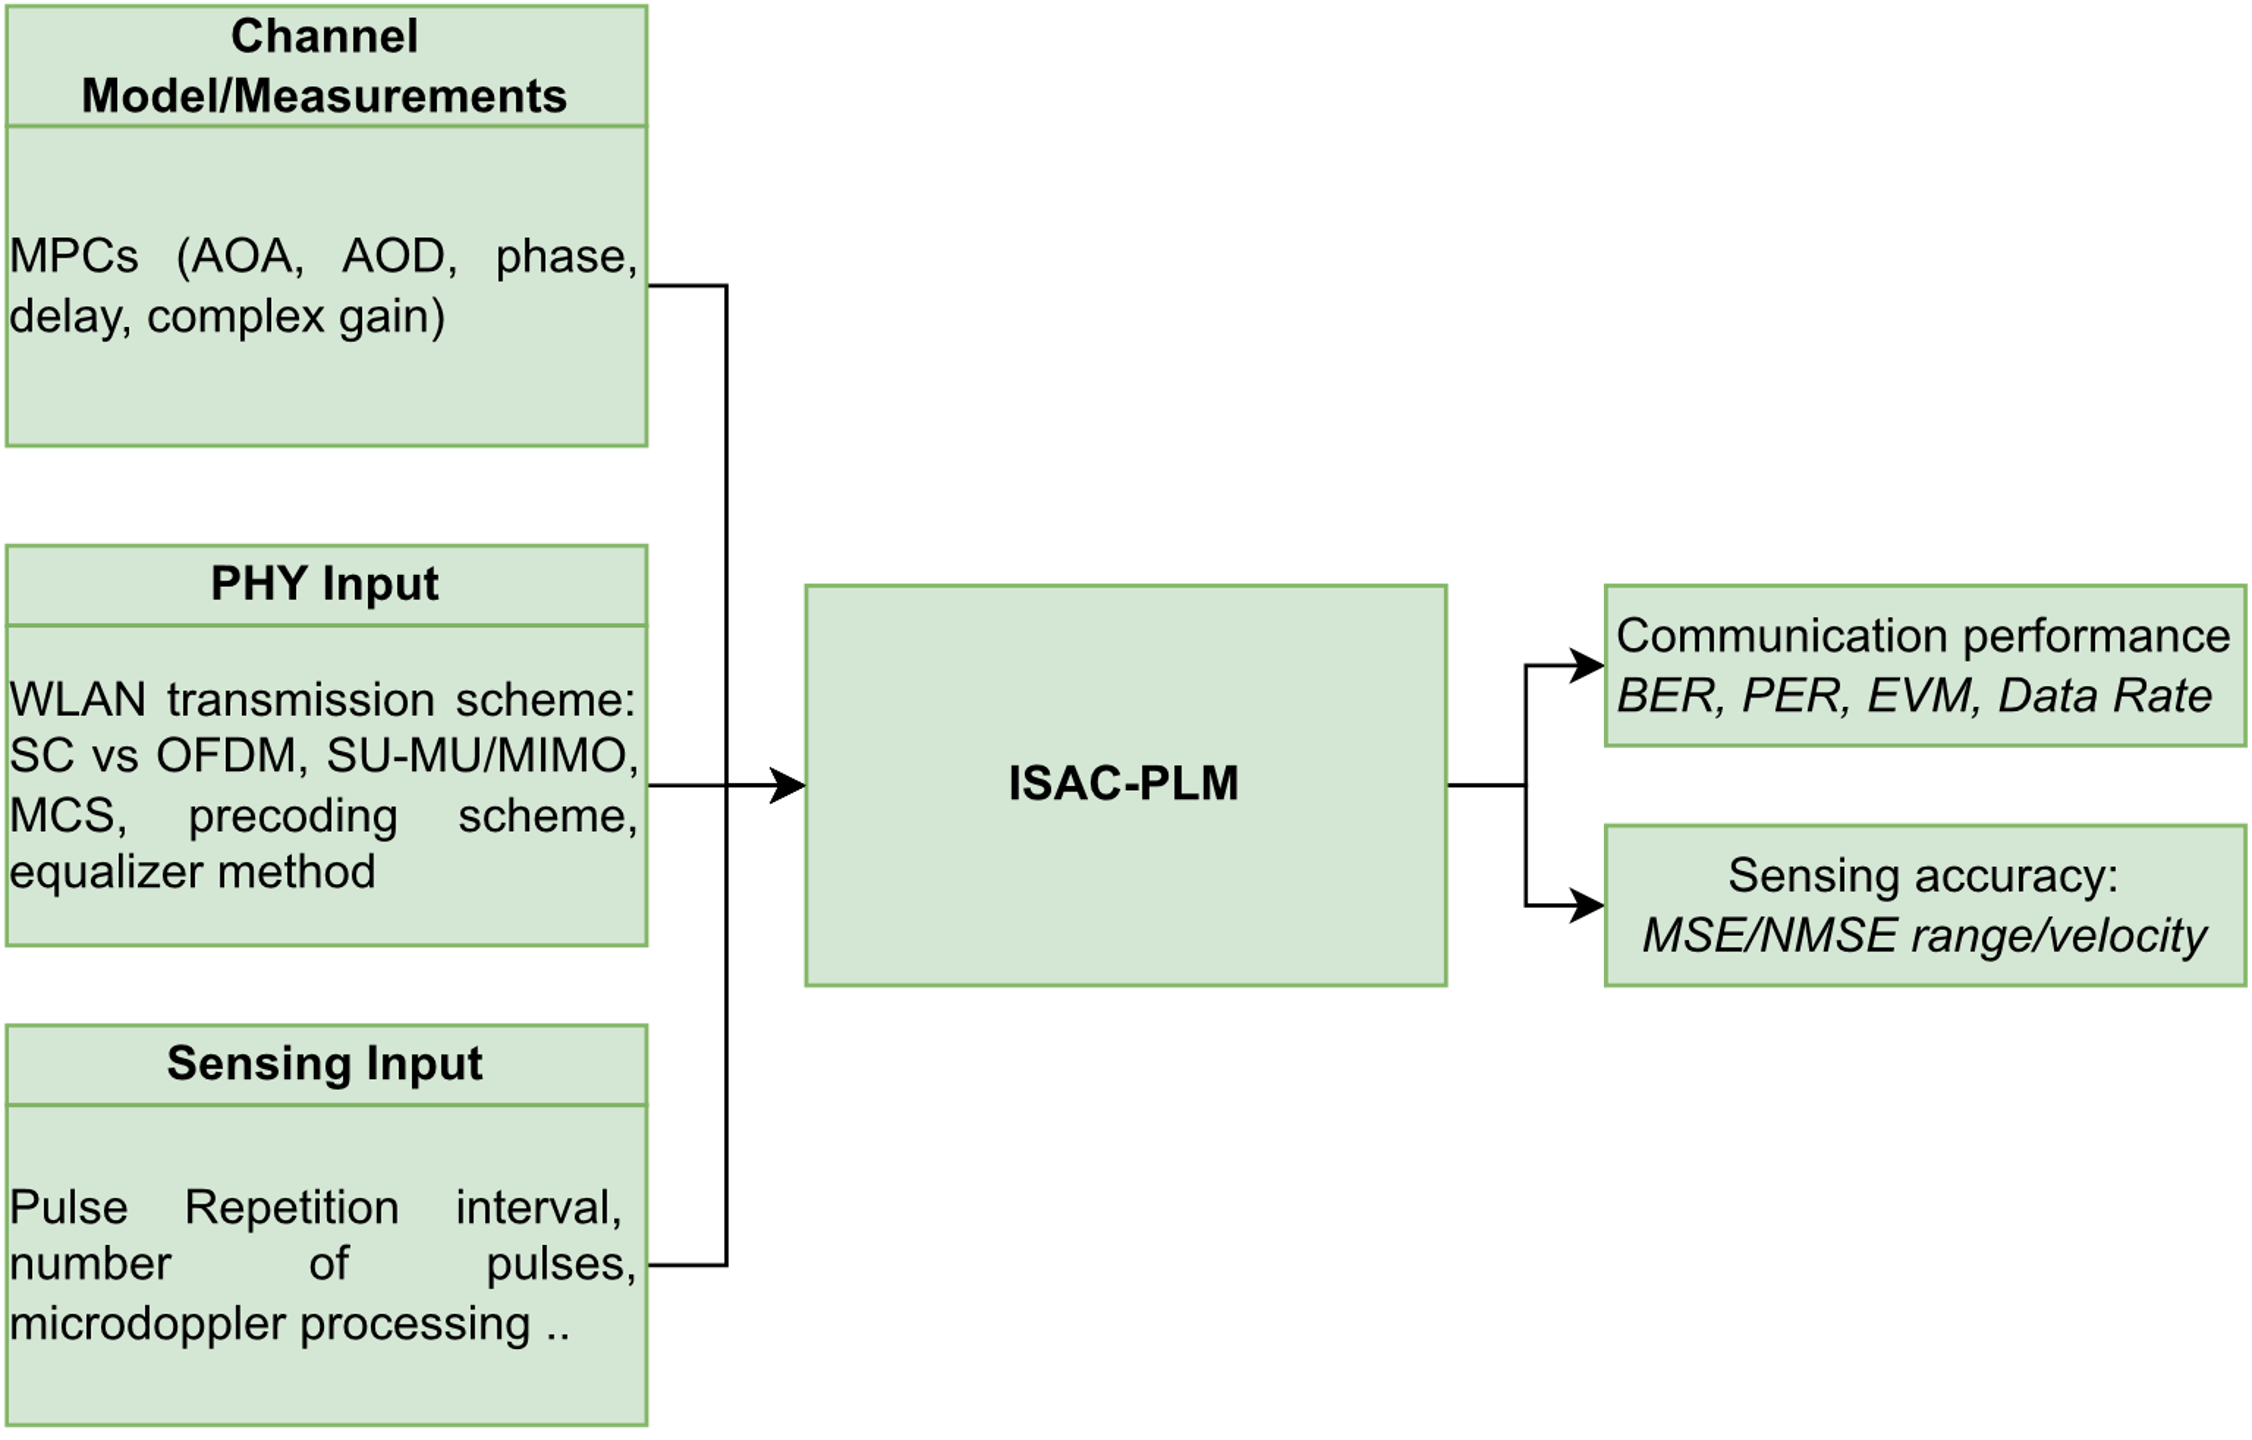 Channel
Model/Measurements
MPCs (AOA, AOD, phase,
delay, complex gain)
PHY Input
WLAN transmission scheme:
SC vs OFDM, SU-MU/MIMO,
MCS, precoding scheme,
equalizer method
Sensing Input
Pulse Repetition interval,
number of pulses,
microdoppler processing ..
ISAC-PLM
Communication performance
BER, PER, EVM, Data Rate
Sensing accuracy:
MSE/NMSE range/velocity